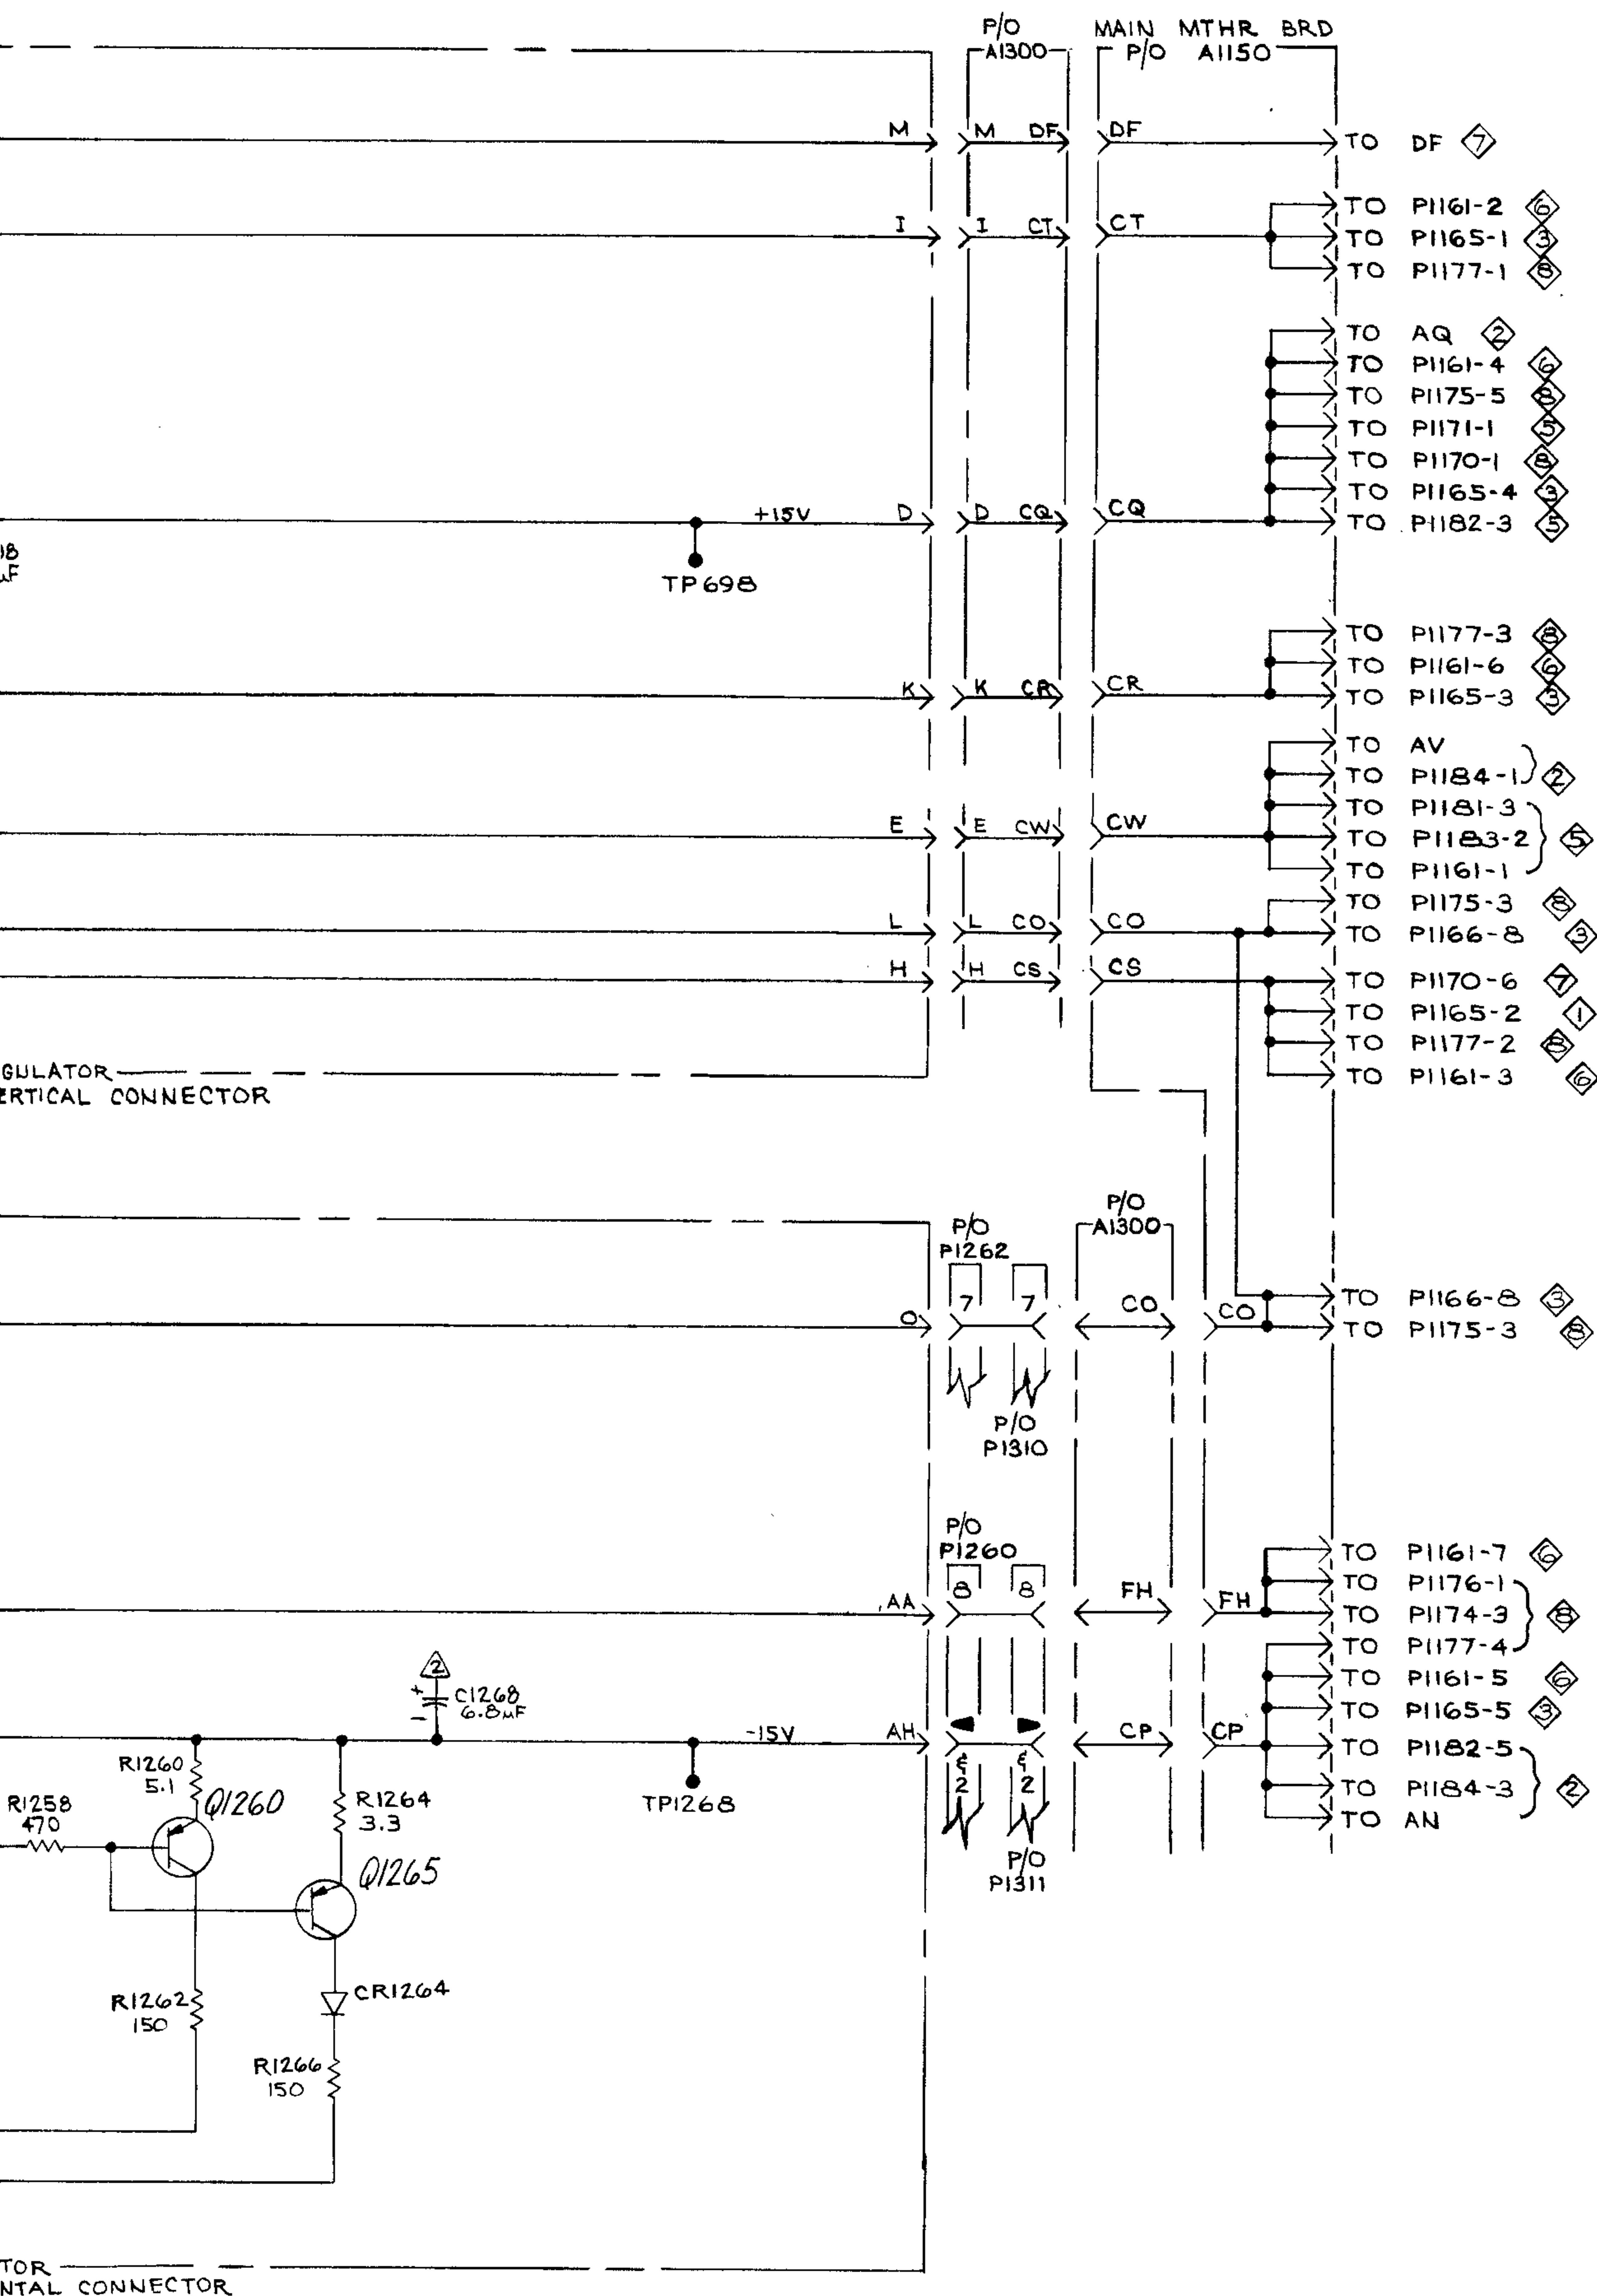 P/O
A1300
MAIN MTHR BRD
P/O A1150
M M DF DF TO DF 7
TO P1161-2 6
I I CT CT TO P1165-1 3
TO P1177-1 8
TO AQ 2
TO P1161-4 6
TO P1175-5 8
TO P1171-1 5
TO P1170-1 8
TO P1165-4 3
+15V D D CQ CQ TO P1182-3 5
18
µF
TP698
TO P1177-3 8
TO P1161-6 6
K K CR CR TO P1165-3 3
TO AV
TO P1184-1 2
TO P1181-3
E E CW CW TO P1183-2 5
TO P1161-1
TO P1175-3 8
L L CO CO TO P1166-8 3
H H CS CS TO P1170-6 7
TO P1165-2 1
TO P1177-2 8
TO P1161-3 6
GULATOR
ERTICAL CONNECTOR
P/O
P1262
P/O
A1300
7 7 TO P1166-8 3
O CO CO TO P1175-3 8
P/O
P1310
P/O
P1260
TO P1161-7 6
8 8 TO P1176-1
AA FH FH TO P1174-3 8
TO P1177-4
2
+ C1268
- 6.8µF
TO P1161-5 6
TO P1165-5 3
-15V AH CP CP TO P1182-5
& &
2 2
TO P1184-3 2
TO AN
TP1268
P/O
P1311
R1260
5.1
Q1260
R1258
470
R1264
3.3
Q1265
CR1264
R1262
150
R1266
150
TOR
NTAL CONNECTOR